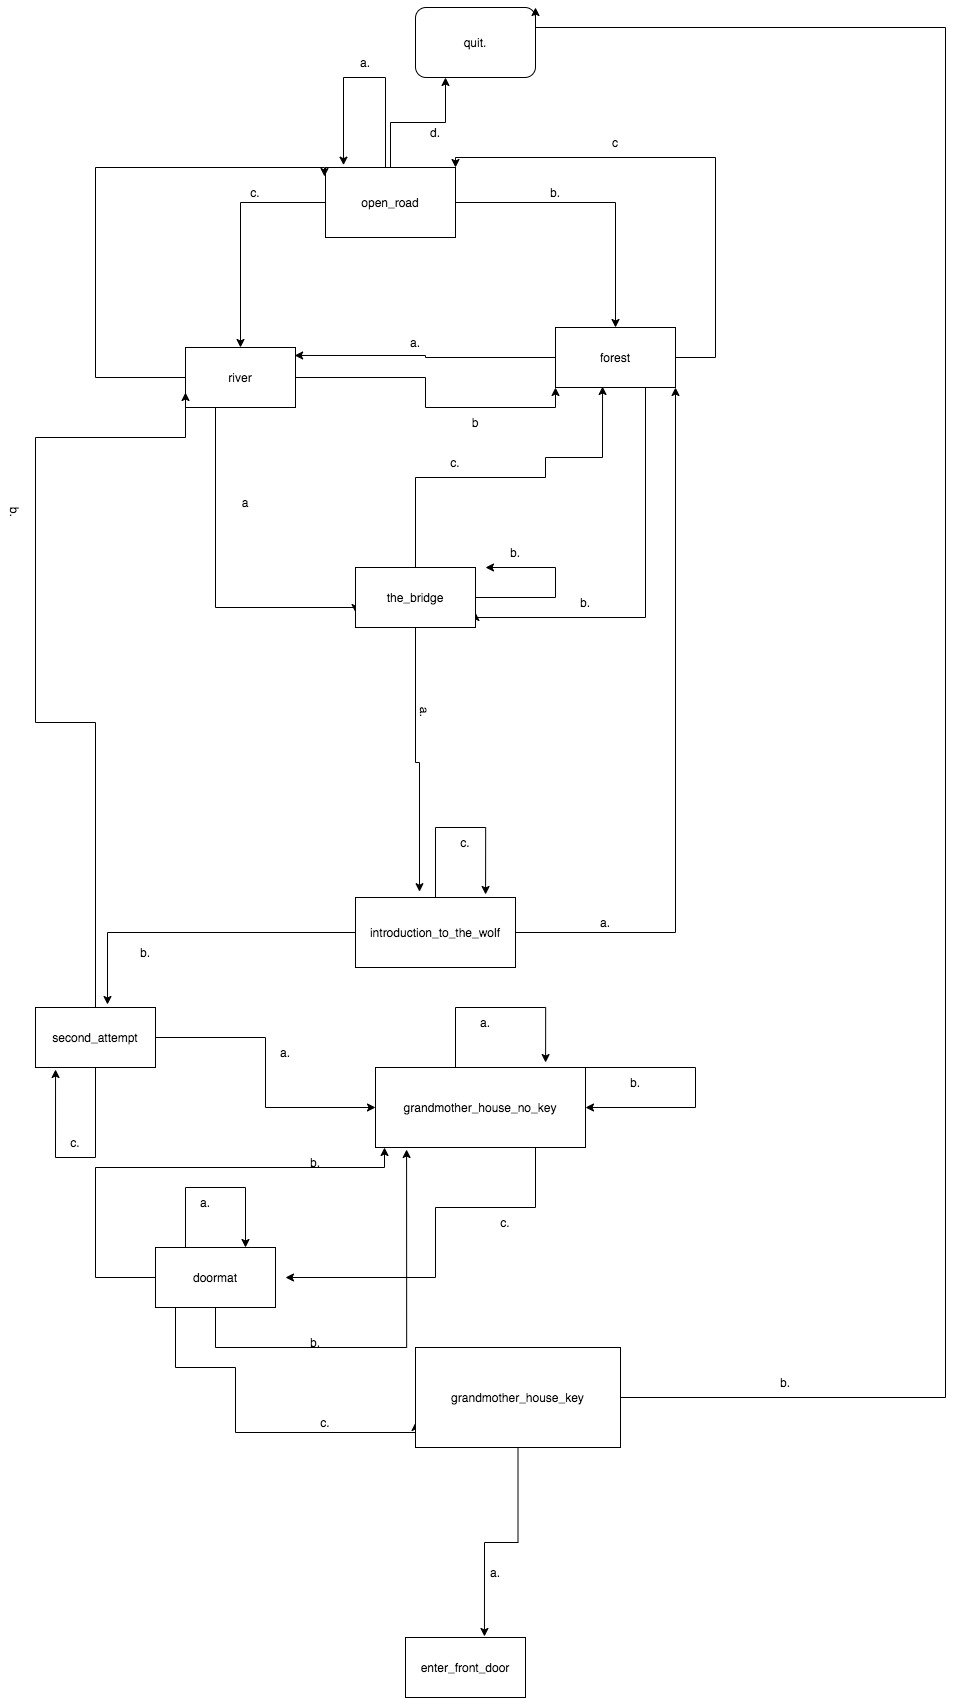 quit.
a.
d.
c
c.
b.
open_road
a.
forest
river
b
c.
a
b.
b.
the_bridge
b.
a.
c.
a.
introduction_to_the_wolf
b.
second_attempt
a.
a.
b.
grandmother_house_no_key
c.
b.
a.
c.
doormat
b.
b.
grandmother_house_key
c.
a.
enter_front_door